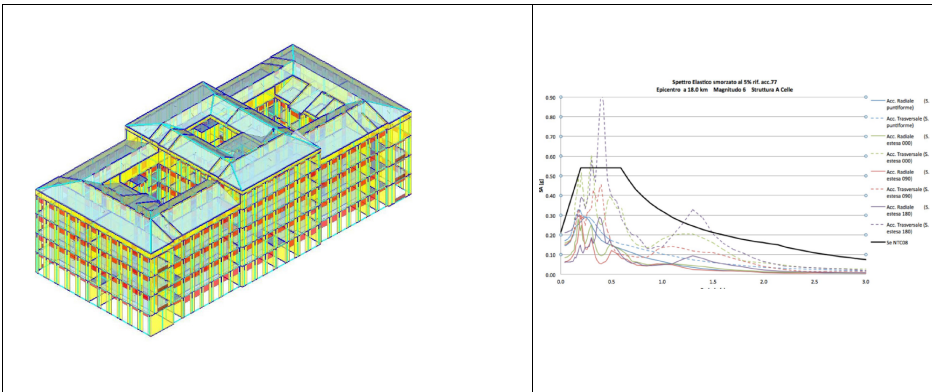 Spettro Elastico smorzato al 5% rif. acc.77
Epicentro a 18.0 km Magnitudo 6 Struttura A Celle
SA (g)
0.90
0.80
0.70
0.60
0.50
0.40
0.30
0.20
0.10
0.00
0.0
0.5
1.0
1.5
2.0
2.5
3.0
Acc. Radiale (S.
puntiforme)
Acc. Trasversale (S.
puntiforme)
Acc. Radiale (S.
estesa 000)
Acc. Trasversale (S.
estesa 000)
Acc. Radiale (S.
estesa 090)
Acc. Trasversale (S.
estesa 090)
Acc. Radiale (S.
estesa 180)
Acc. Trasversale (S.
estesa 180)
Se NTC08